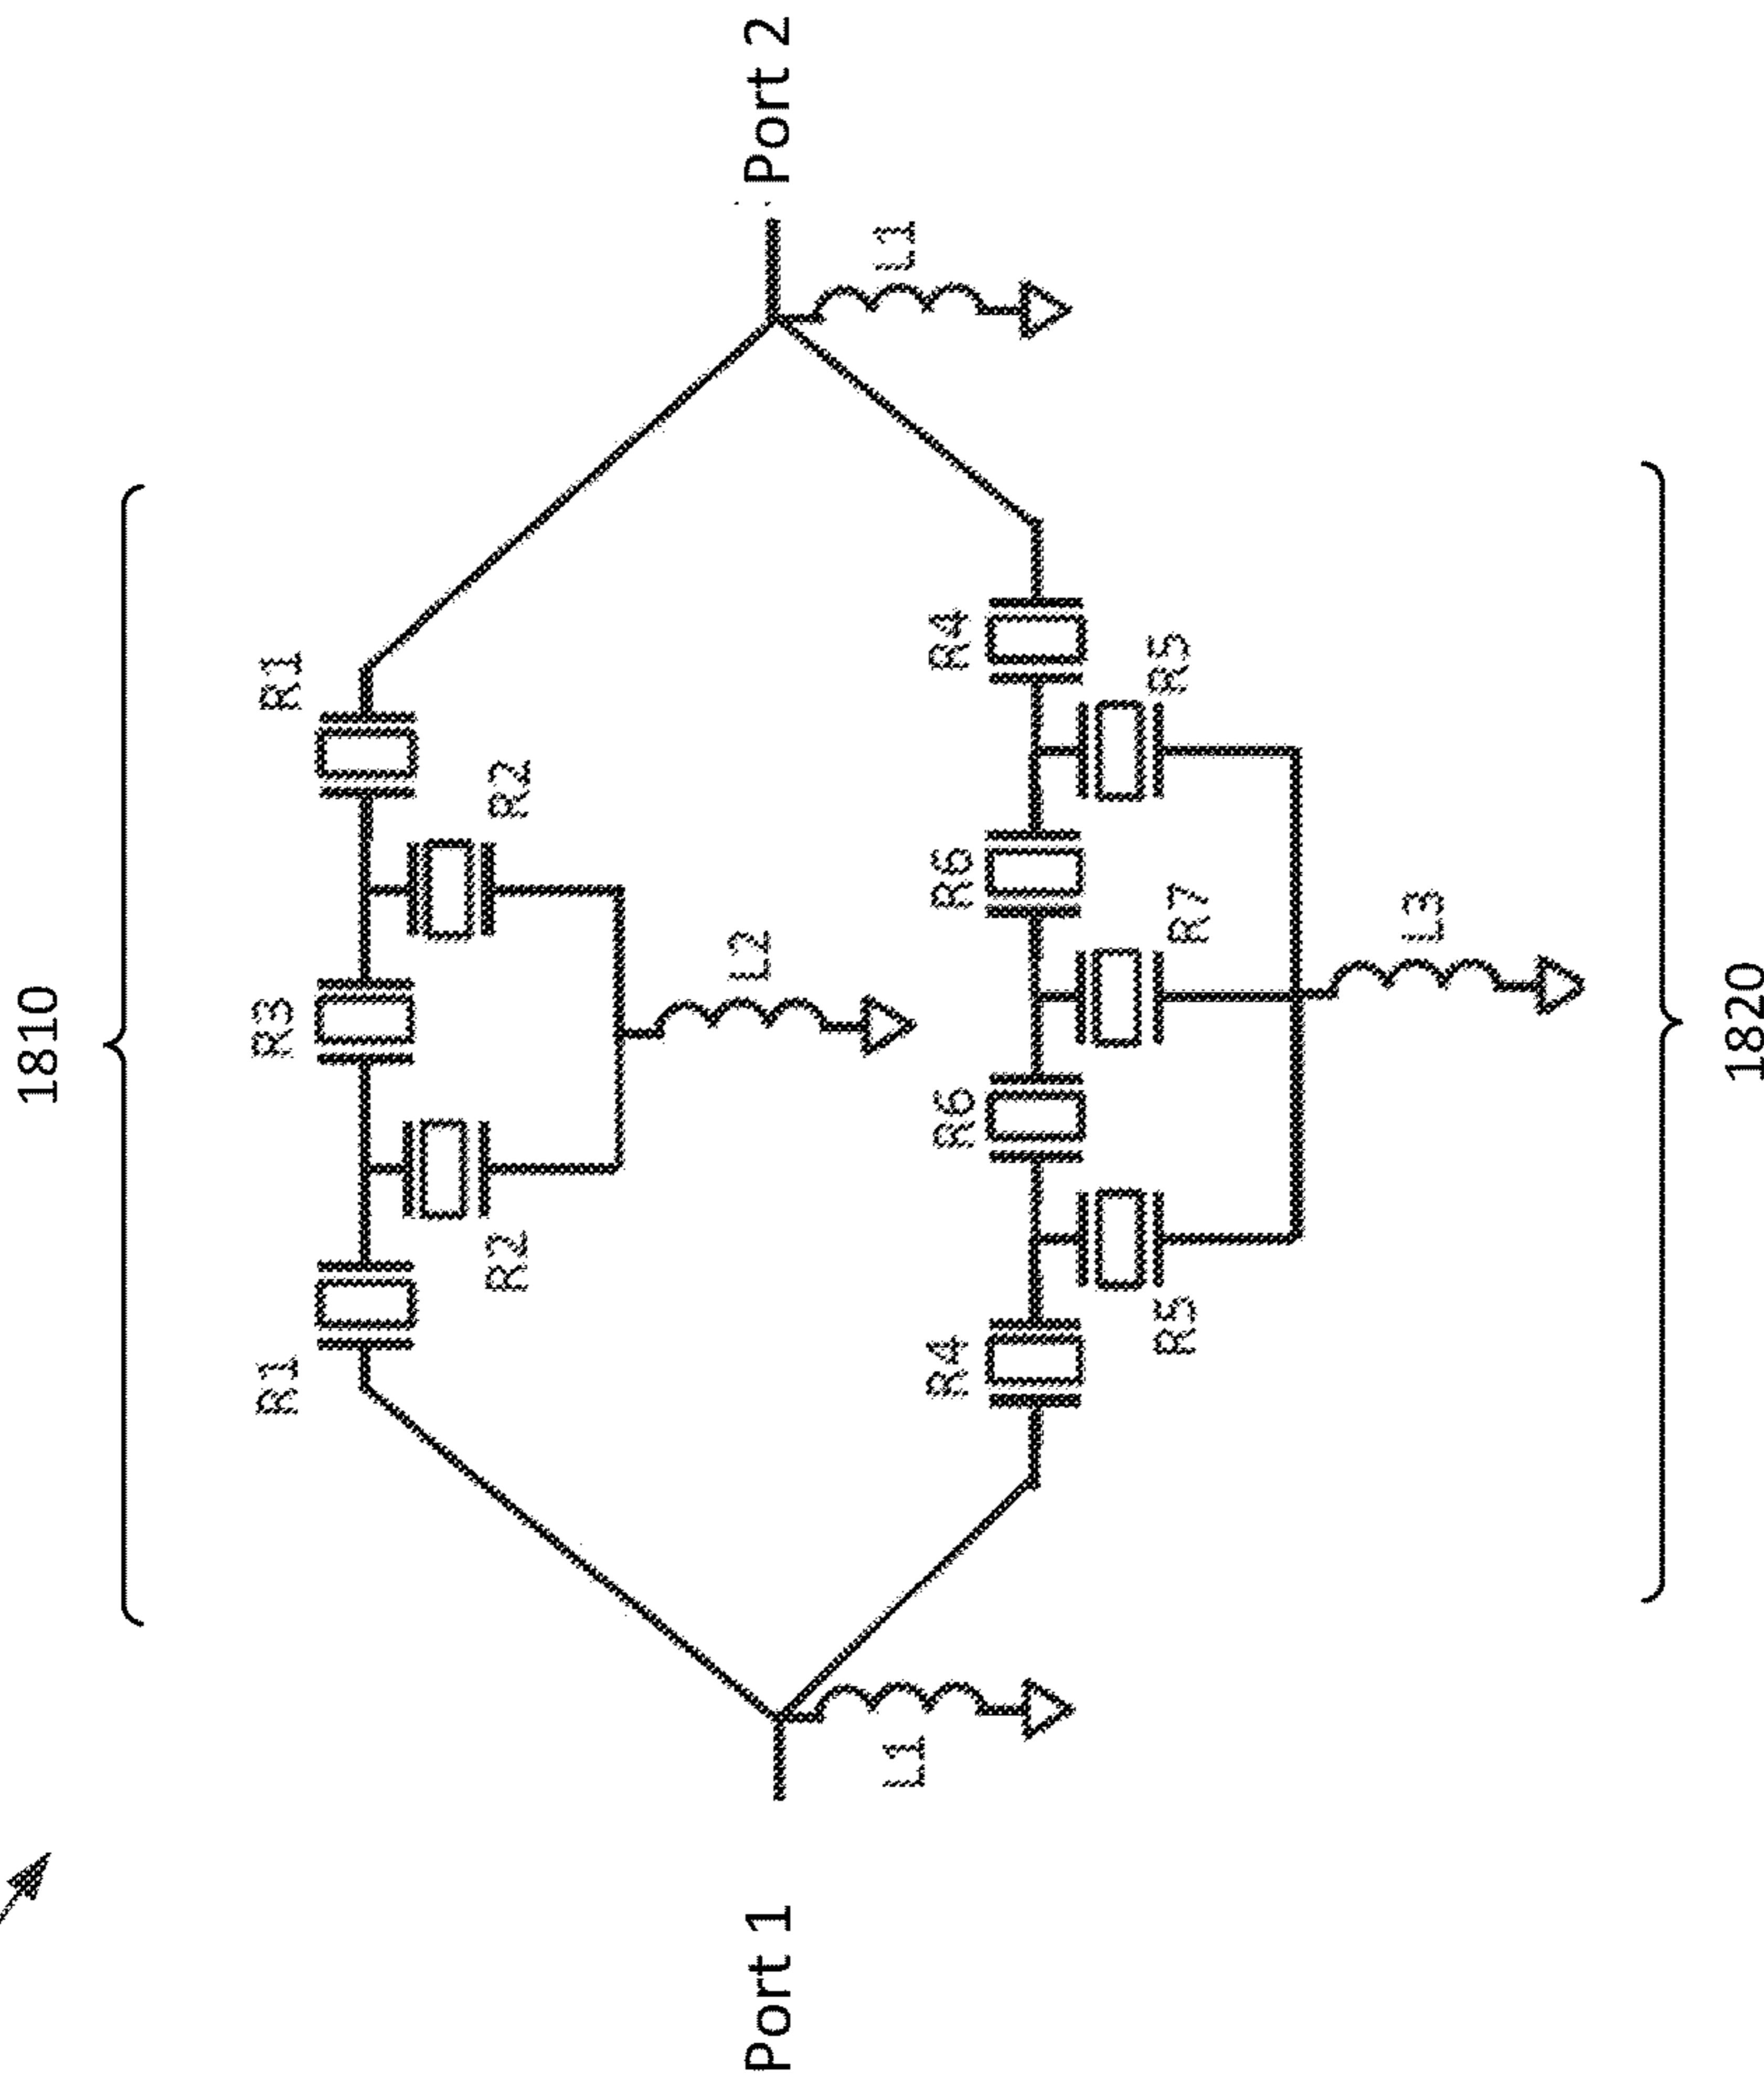 1810
R1 R3 R1
R2 R2
L2
Port 1 Port 2
L1 L1
R4 R6 R6 R4
R5 R7 R5
L3
1820